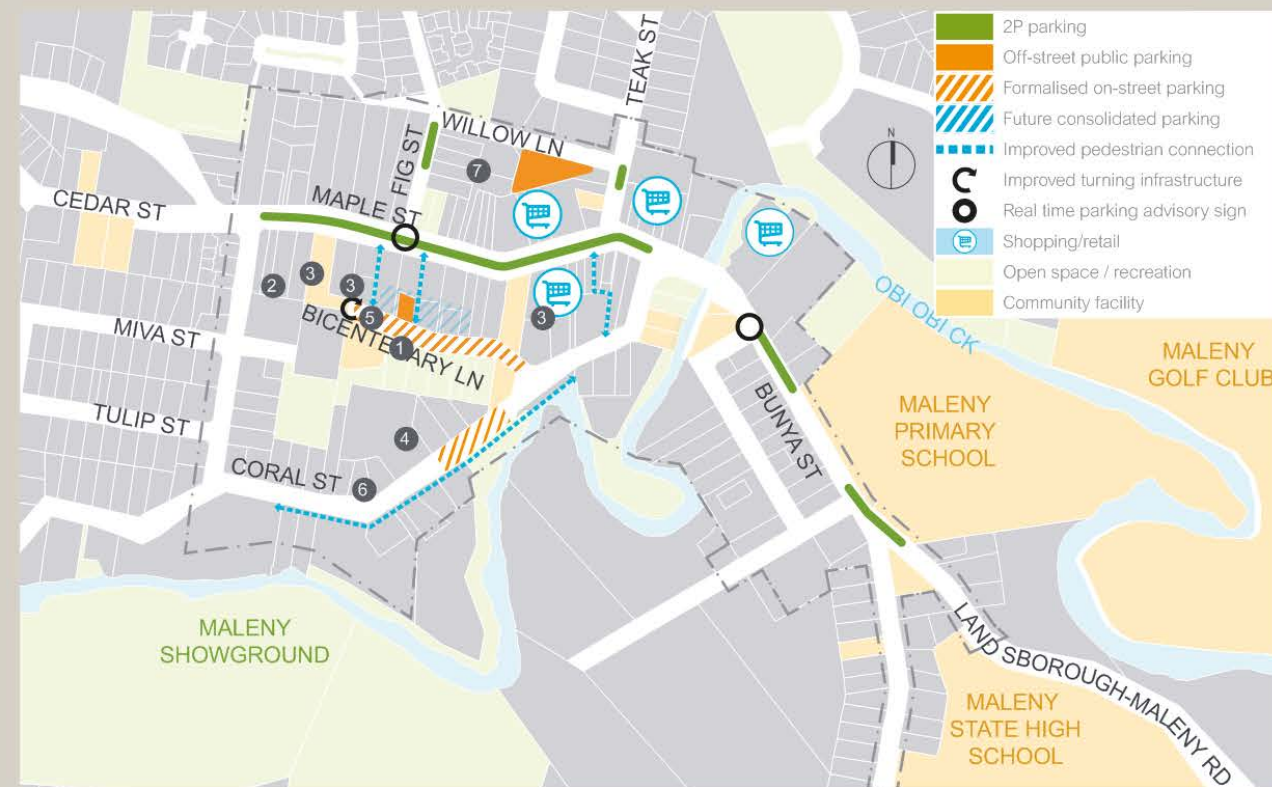 2P parking
Off-street public parking
Formalised on-street parking
Future consolidated parking
Improved pedestrian connection
Improved turning infrastructure
Real time parking advisory sign
Shopping/retail
Open space / recreation
Community facility
N
TEAK ST
WILLOW LN
FIG ST
7
MAPLE ST
CEDAR ST
3
2
3
5
3
BICENTENARY LN
1
MIVA ST
TULIP ST
4
CORAL ST
6
OBI OBI CK
BUNYA ST
MALENY
GOLF CLUB
MALENY
PRIMARY
SCHOOL
MALENY
SHOWGROUND
LANDSBOROUGH-MALENY RD
MALENY
STATE HIGH
SCHOOL